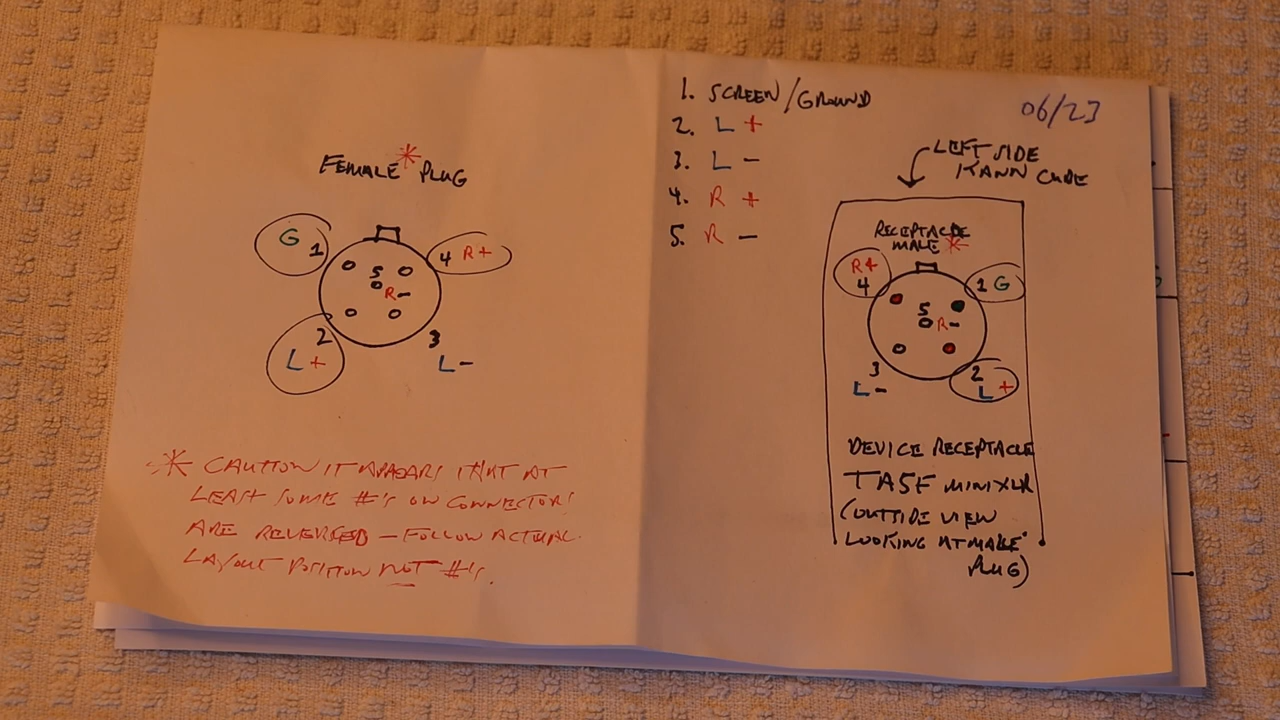 FEMALE* PLUG
G 1
4 R+
5
R-
2
L+
3
L-
* CAUTION IT APPEARS THAT AT
LEAST SOME #'S ON CONNECTORS
ARE REVERSED - FOLLOW ACTUAL
LAYOUT POSITION NOT #'S.
1. SCREEN/GROUND
2. L +
3. L -
4. R +
5. R -
06/23
LEFT SIDE
KANN CUBE
RECEPTACLE
MALE *
R+
4
1 G
5
R-
3
L-
2
L+
DEVICE RECEPTACLE
TA5F MINIXLR
(OUTSIDE VIEW
LOOKING AT MALE
PLUG)